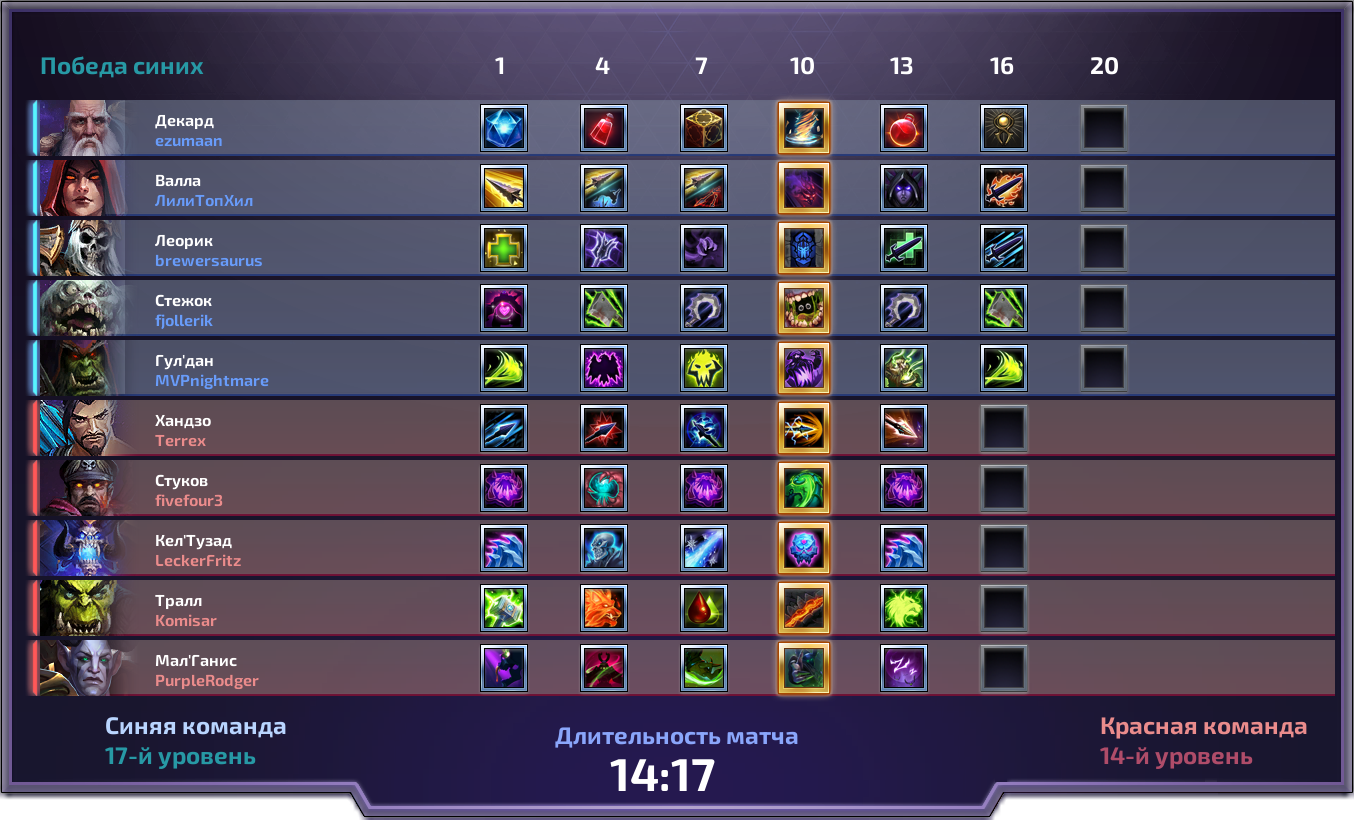 Победа синих 1 4 7 10 13 16 20
Декард
ezumaan
Валла
ЛилиТопХил
Леорик
brewersaurus
Стежок
fjollerik
Гул'дан
MVPnightmare
Хандзо
Terrex
Стуков
fivefour3
Кел'Тузад
LeckerFritz
Тралл
Komisar
Мал'Ганис
PurpleRodger
Синяя команда
17-й уровень
Длительность матча
14:17
Красная команда
14-й уровень